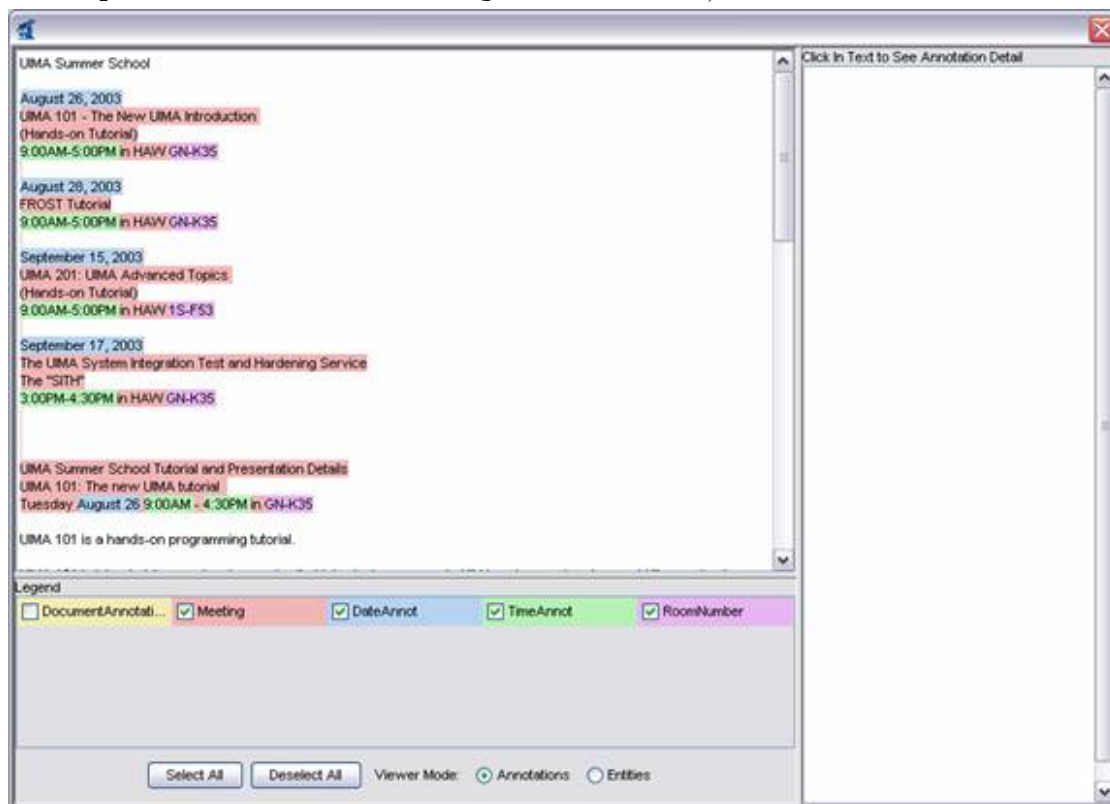 Click In Text to See Annotation Detail
UIMA Summer School
August 26, 2003
UIMA 101 - The New UIMA Introduction
(Hands-on Tutorial)
9:00AM-5:00PM in HAW GN-K35
August 28, 2003
FROST Tutorial
9:00AM-5:00PM in HAW GN-K35
September 15, 2003
UIMA 201: UIMA Advanced Topics
(Hands-on Tutorial)
9:00AM-5:00PM in HAW 1S-F53
September 17, 2003
The UIMA System Integration Test and Hardening Service
The "SITH"
3:00PM-4:30PM in HAW GN-K35
UIMA Summer School Tutorial and Presentation Details
UIMA 101: The new UIMA tutorial
Tuesday August 26 9:00AM - 4:30PM in GN-K35
UIMA 101 is a hands-on programming tutorial.
Legend
DocumentAnnotati... Meeting DateAnnot TimeAnnot RoomNumber
Select All Deselect All Viewer Mode: Annotations Entities